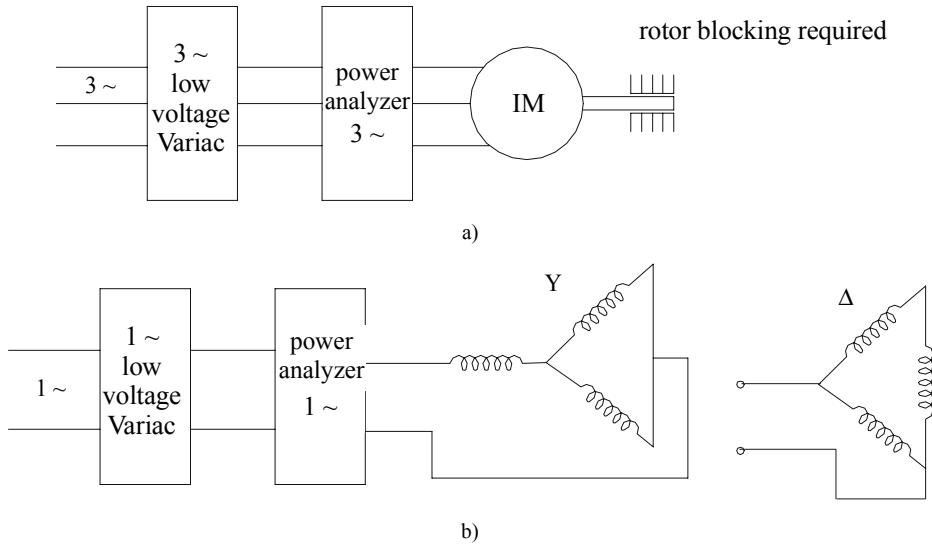 rotor blocking required
3 ~
3 ~
low
voltage
Variac
power
analyzer
3 ~
IM
a)
Y
Δ
1 ~
1 ~
low
voltage
Variac
power
analyzer
1 ~
b)